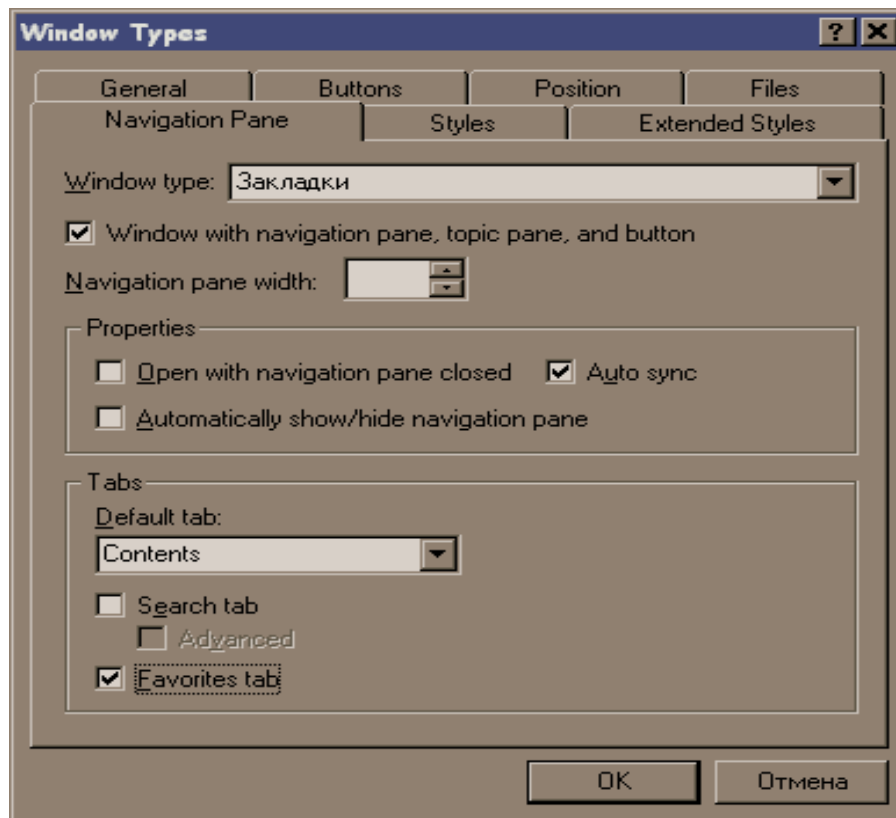 Window Types
General Buttons Position Files
Navigation Pane Styles Extended Styles
Window type: Закладки
Window with navigation pane, topic pane, and button
Navigation pane width:
Properties
Open with navigation pane closed Auto sync
Automatically show/hide navigation pane
Tabs
Default tab:
Contents
Search tab
Advanced
Favorites tab
OK Отмена